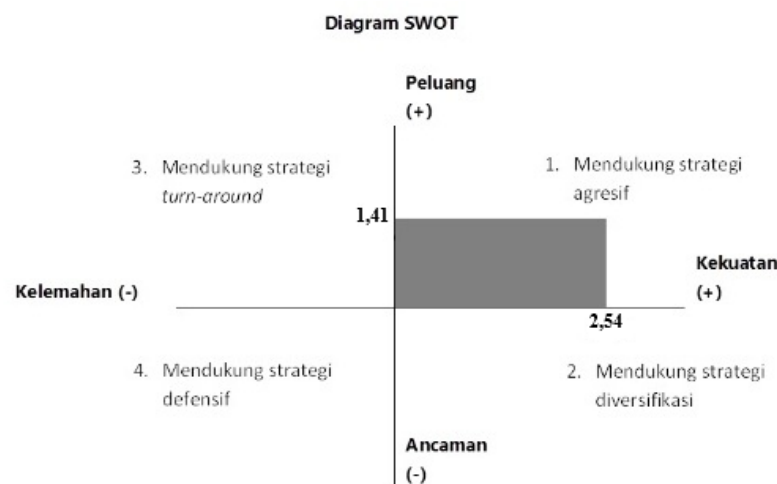 Diagram SWOT
Peluang
(+)
3. Mendukung strategi
turn-around
1. Mendukung strategi
agresif
1,41
Kekuatan
(+)
Kelemahan (-)
2,54
4. Mendukung strategi
defensif
2. Mendukung strategi
diversifikasi
Ancaman
(-)